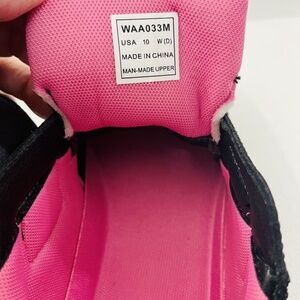 WAA033M
USA 10 W(D)
MADE IN CHINA
MAN-MADE UPPER